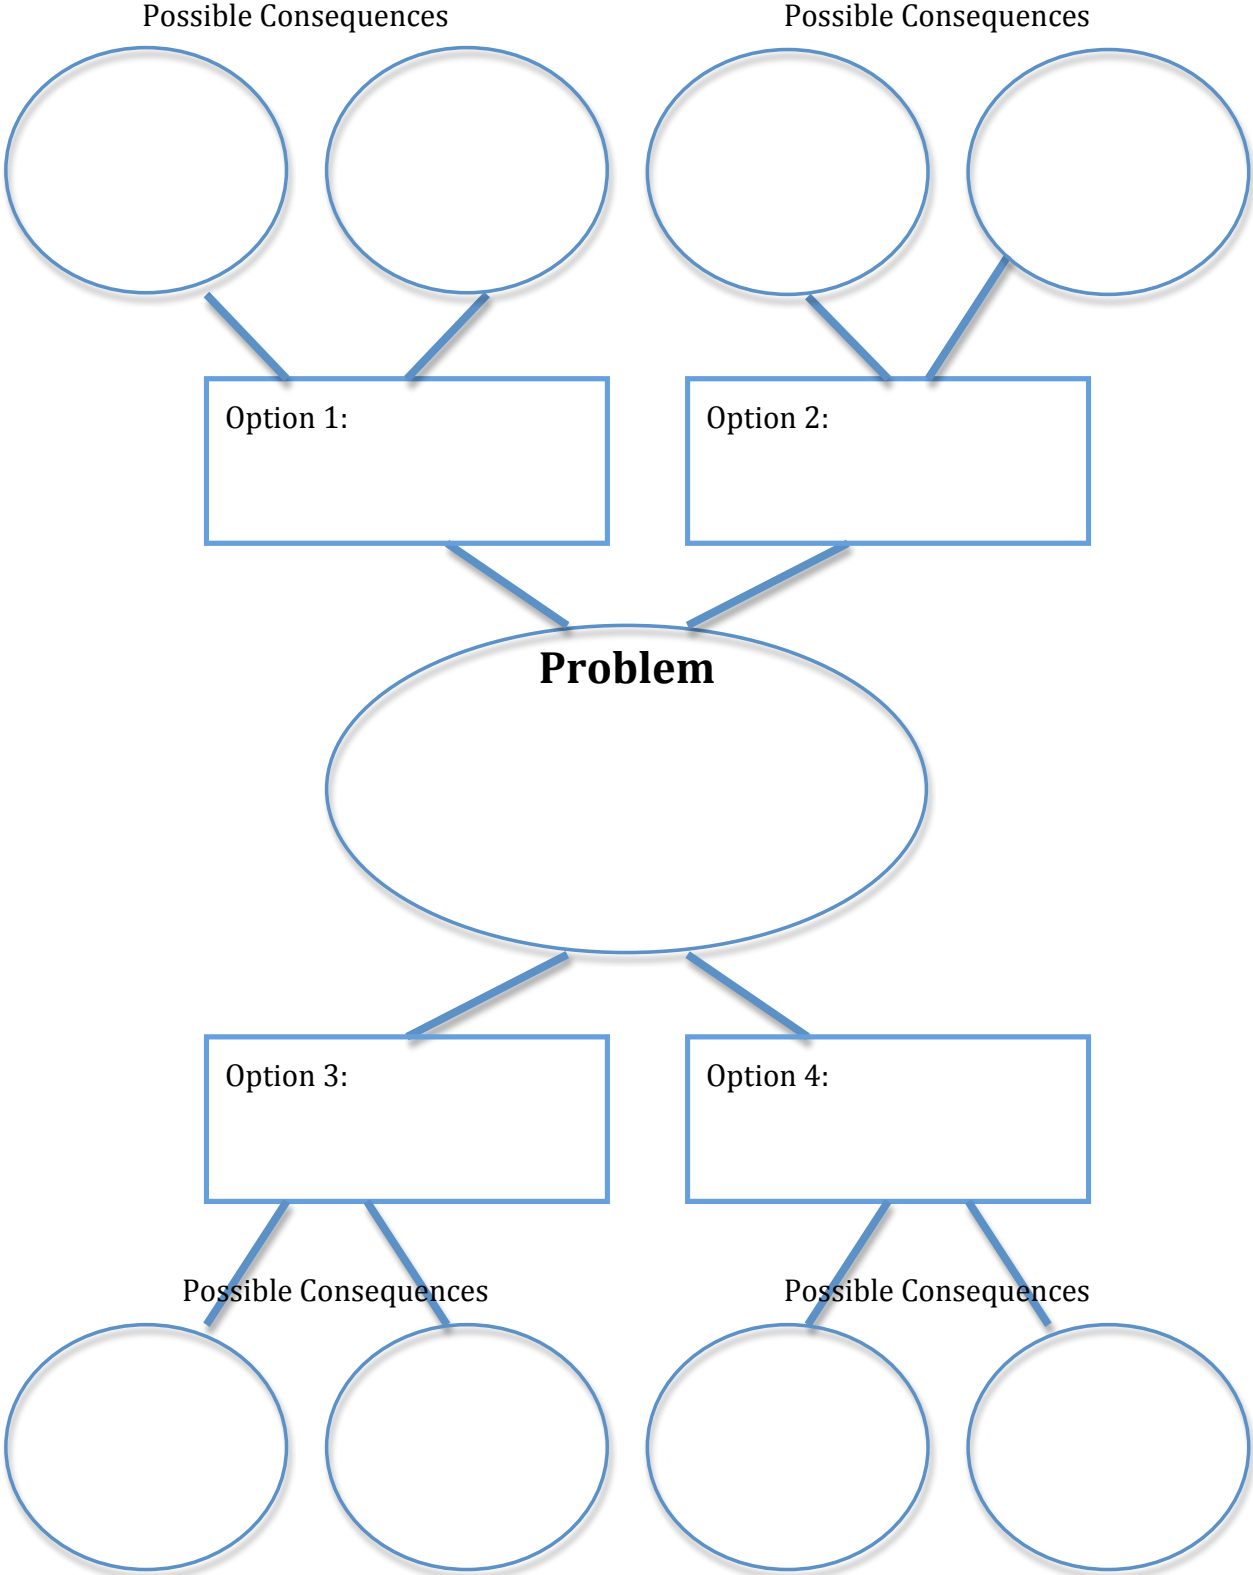 Possible Consequences
Possible Consequences
Option 1:
Option 2:
Problem
Option 3:
Option 4:
Possible Consequences
Possible Consequences